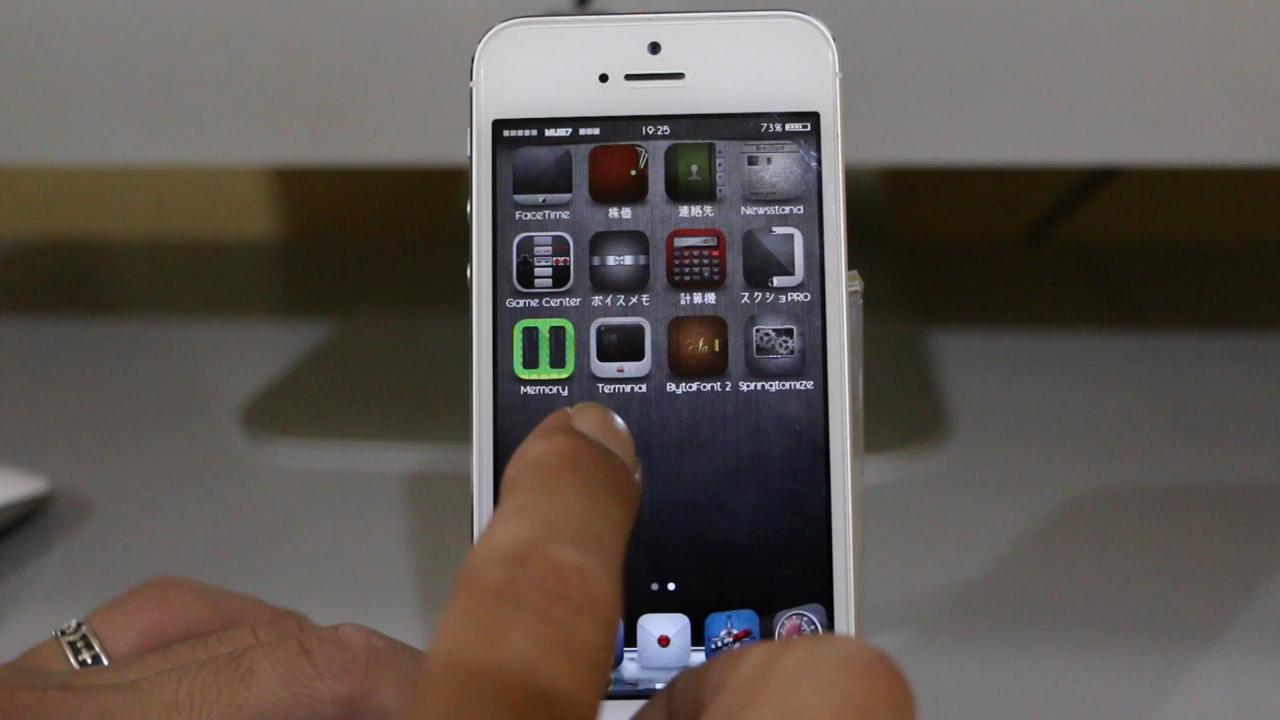 MUS7 19:25 73%
FaceTime 株価 連絡先 Newsstand
Game Center ボイスメモ 計算機 スクショPRO
Memory Terminal BytaFont 2 Springtomize